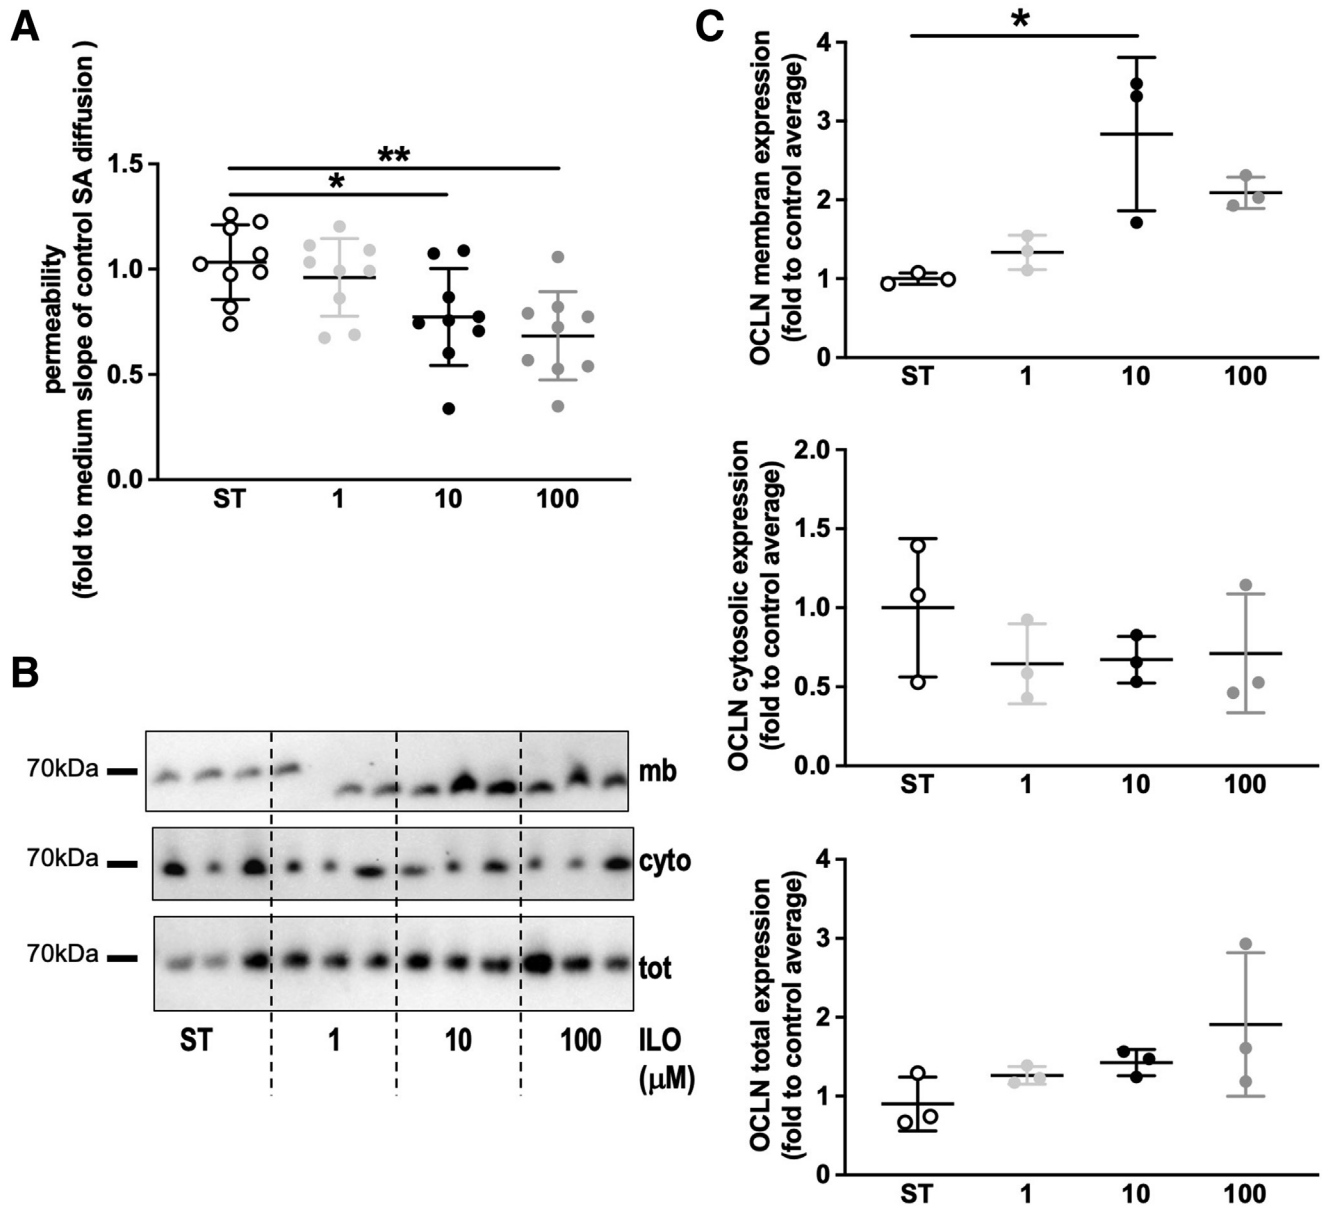 A
permeability
(fold to medium slope of control SA diffusion )
1.5
1.0
0.5
0.0
**
*
ST 1 10 100
B
70kDa mb
70kDa cyto
70kDa tot
ST 1 10 100 ILO
(μM)
C
OCLN membran expression
(fold to control average)
*
4
3
2
1
0
ST 1 10 100
OCLN cytosolic expression
(fold to control average)
2.0
1.5
1.0
0.5
0.0
ST 1 10 100
OCLN total expression
(fold to control average)
4
3
2
1
0
ST 1 10 100